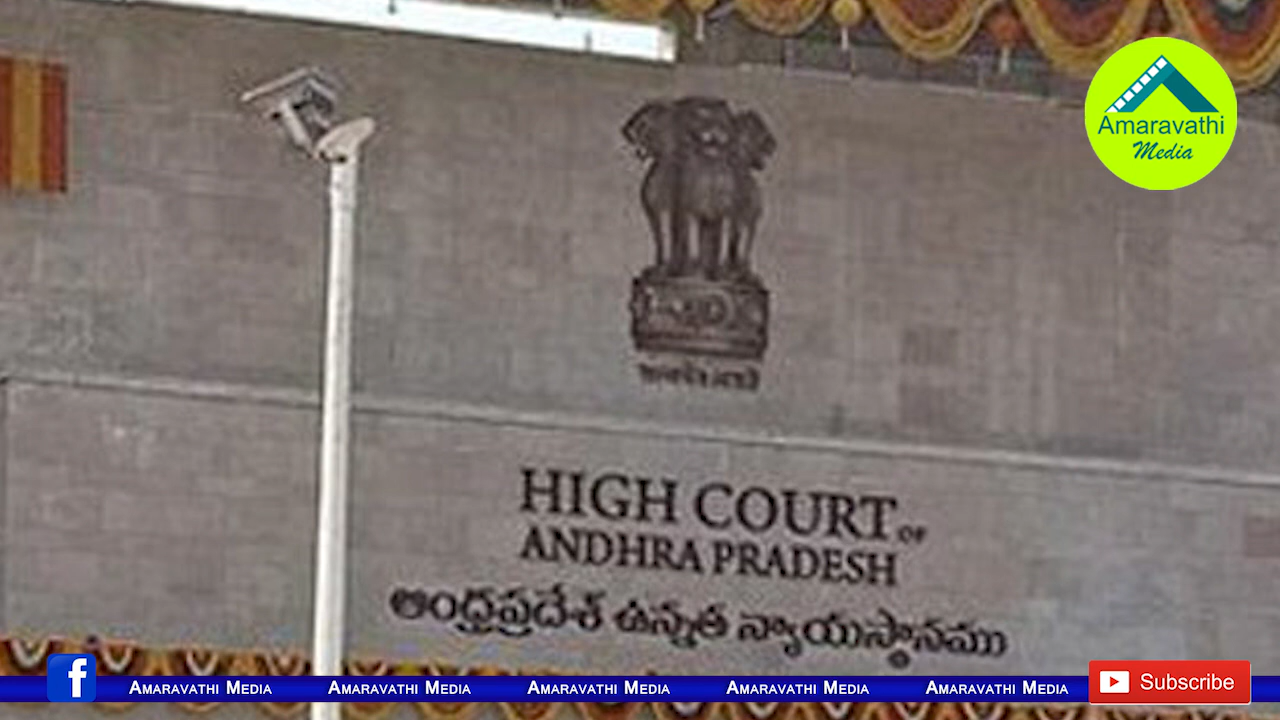 Amaravathi
Media
HIGH COURT OF
ANDHRA PRADESH
ఆంధ్రప్రదేశ్ ఉన్నత న్యాయస్థానము
AMARAVATHI MEDIA AMARAVATHI MEDIA AMARAVATHI MEDIA AMARAVATHI MEDIA AMARAVATHI MEDIA
Subscribe